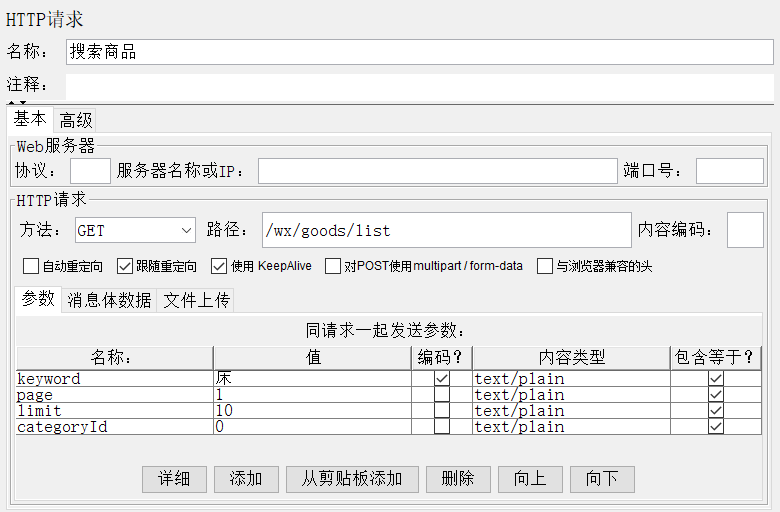 HTTP请求
名称： 搜索商品
注释：
基本 高级
Web服务器
协议： 服务器名称或IP： 端口号：
HTTP请求
方法： GET 路径： /wx/goods/list 内容编码：
自动重定向 跟随重定向 使用 KeepAlive 对POST使用multipart / form-data 与浏览器兼容的头
参数 消息体数据 文件上传
同请求一起发送参数：
名称： 值 编码？ 内容类型 包含等于？
keyword 床 text/plain
page 1 text/plain
limit 10 text/plain
categoryId 0 text/plain
详细 添加 从剪贴板添加 删除 向上 向下